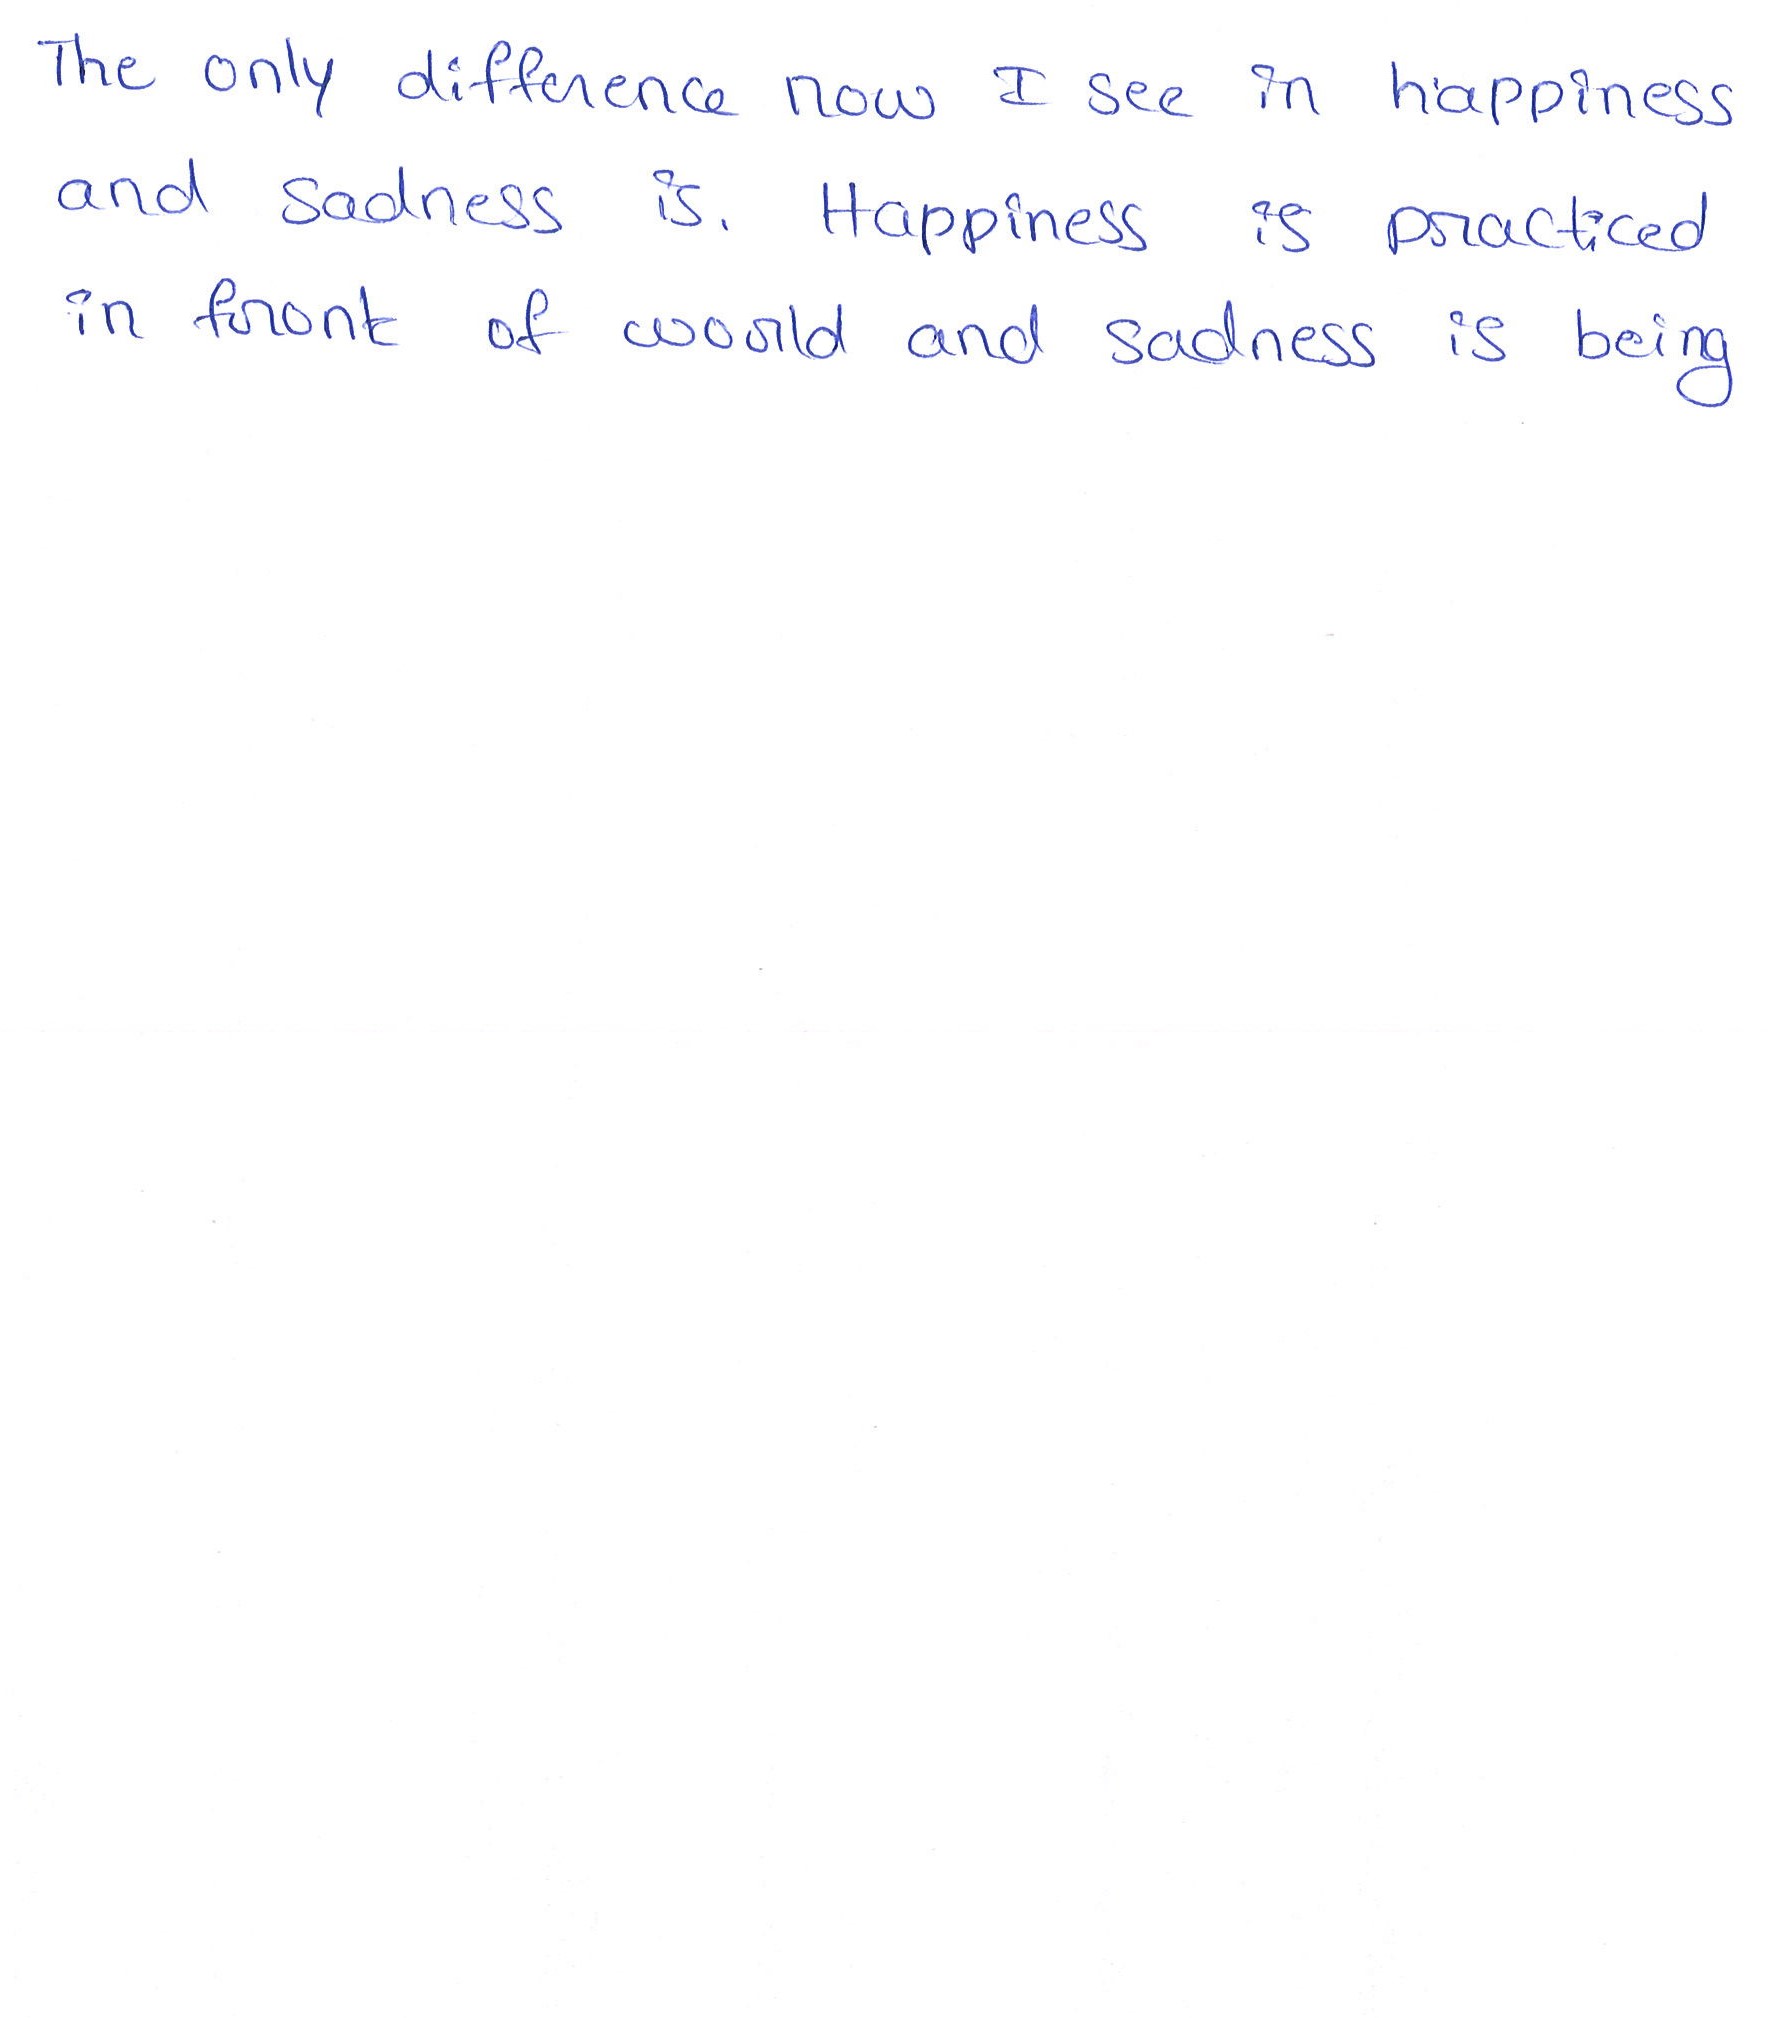 The only difference now I see in happiness
and sadness is. Happiness is practiced
in front of world and sadness is being